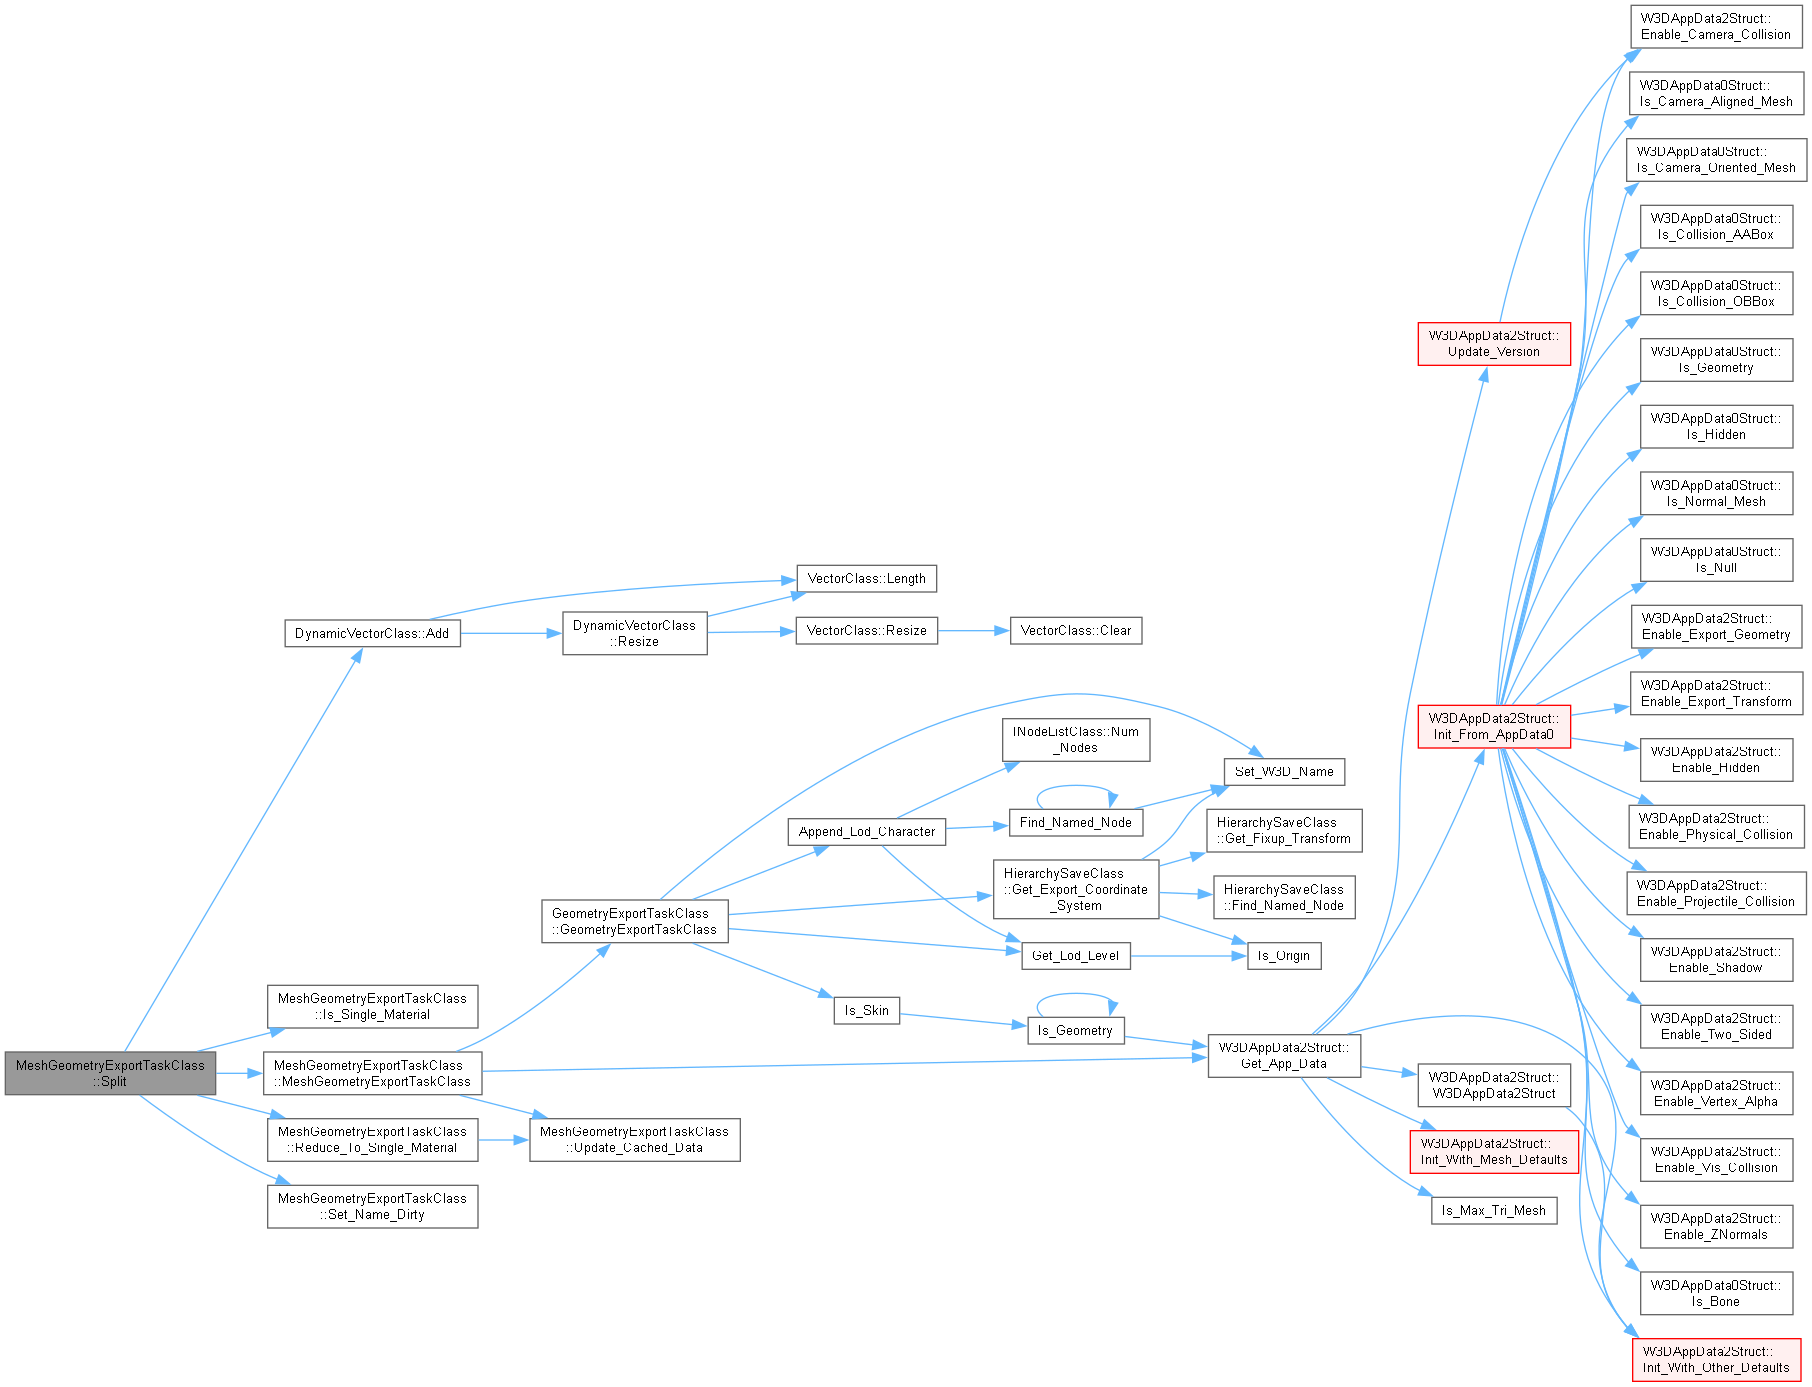 MeshGeometryExportTaskClass
::Split
DynamicVectorClass::Add
MeshGeometryExportTaskClass
::Is_Single_Material
MeshGeometryExportTaskClass
::MeshGeometryExportTaskClass
MeshGeometryExportTaskClass
::Reduce_To_Single_Material
MeshGeometryExportTaskClass
::Set_Name_Dirty
DynamicVectorClass
::Resize
GeometryExportTaskClass
::GeometryExportTaskClass
MeshGeometryExportTaskClass
::Update_Cached_Data
VectorClass::Length
VectorClass::Resize
Append_Lod_Character
Is_Skin
VectorClass::Clear
INodeListClass::Num
_Nodes
Find_Named_Node
HierarchySaveClass
::Get_Export_Coordinate
_System
Get_Lod_Level
Is_Geometry
Set_W3D_Name
HierarchySaveClass
::Get_Fixup_Transform
HierarchySaveClass
::Find_Named_Node
Is_Origin
W3DAppData2Struct::
Get_App_Data
W3DAppData2Struct::
Update_Version
W3DAppData2Struct::
Init_From_AppData0
W3DAppData2Struct::
W3DAppData2Struct
W3DAppData2Struct::
Init_With_Mesh_Defaults
Is_Max_Tri_Mesh
W3DAppData2Struct::
Enable_Camera_Collision
W3DAppData0Struct::
Is_Camera_Aligned_Mesh
W3DAppData0Struct::
Is_Camera_Oriented_Mesh
W3DAppData0Struct::
Is_Collision_AABox
W3DAppData0Struct::
Is_Collision_OBBox
W3DAppData0Struct::
Is_Geometry
W3DAppData0Struct::
Is_Hidden
W3DAppData0Struct::
Is_Normal_Mesh
W3DAppData0Struct::
Is_Null
W3DAppData2Struct::
Enable_Export_Geometry
W3DAppData2Struct::
Enable_Export_Transform
W3DAppData2Struct::
Enable_Hidden
W3DAppData2Struct::
Enable_Physical_Collision
W3DAppData2Struct::
Enable_Projectile_Collision
W3DAppData2Struct::
Enable_Shadow
W3DAppData2Struct::
Enable_Two_Sided
W3DAppData2Struct::
Enable_Vertex_Alpha
W3DAppData2Struct::
Enable_Vis_Collision
W3DAppData2Struct::
Enable_ZNormals
W3DAppData0Struct::
Is_Bone
W3DAppData2Struct::
Init_With_Other_Defaults